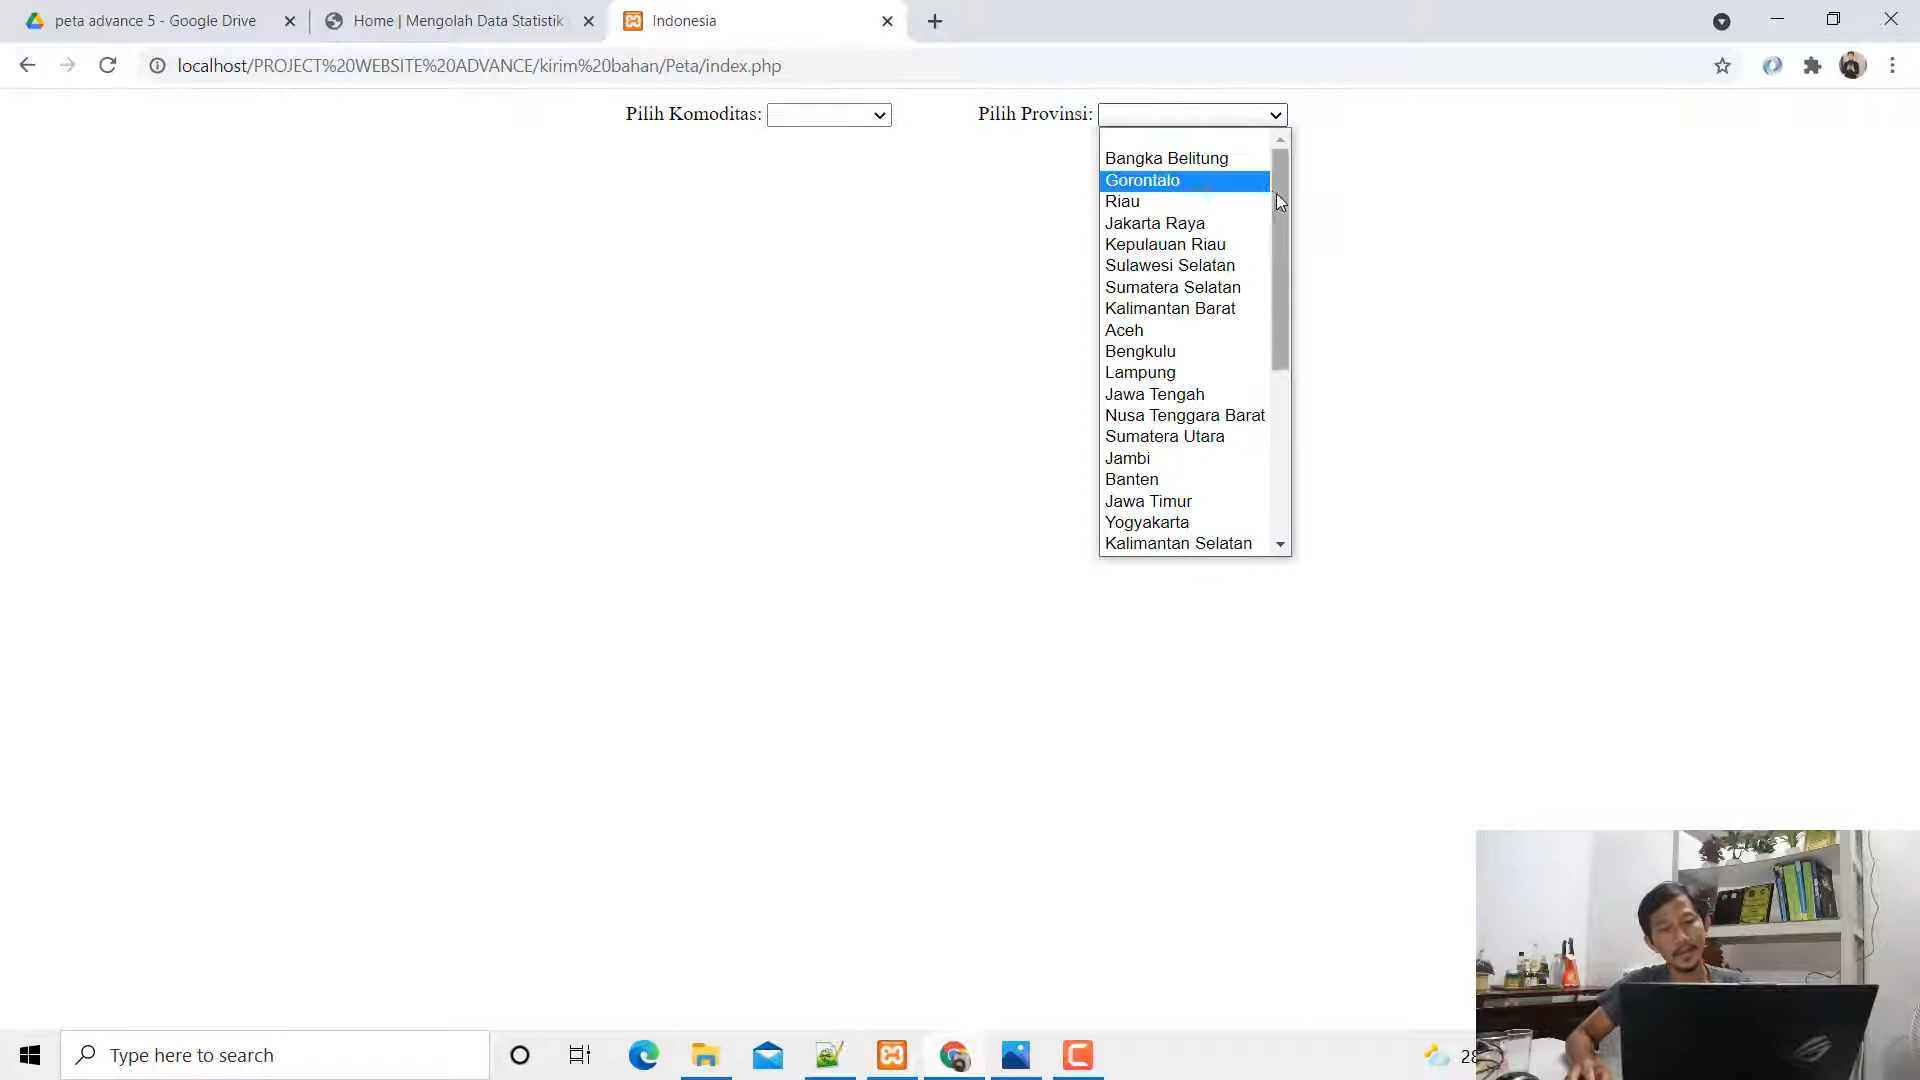 peta advance 5 - Google Drive
Home | Mengolah Data Statistik
Indonesia
localhost/PROJECT%20WEBSITE%20ADVANCE/kirim%20bahan/Peta/index.php
Pilih Komoditas:
Pilih Provinsi:
Bangka Belitung
Gorontalo
Riau
Jakarta Raya
Kepulauan Riau
Sulawesi Selatan
Sumatera Selatan
Kalimantan Barat
Aceh
Bengkulu
Lampung
Jawa Tengah
Nusa Tenggara Barat
Sumatera Utara
Jambi
Banten
Jawa Timur
Yogyakarta
Kalimantan Selatan
Type here to search
28